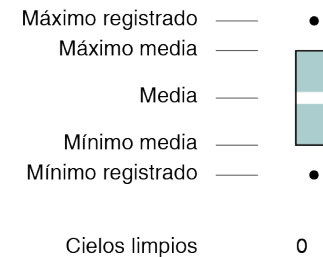 Máximo registrado
Máximo media
Media
Mínimo media
Mínimo registrado
Cielos limpios 0